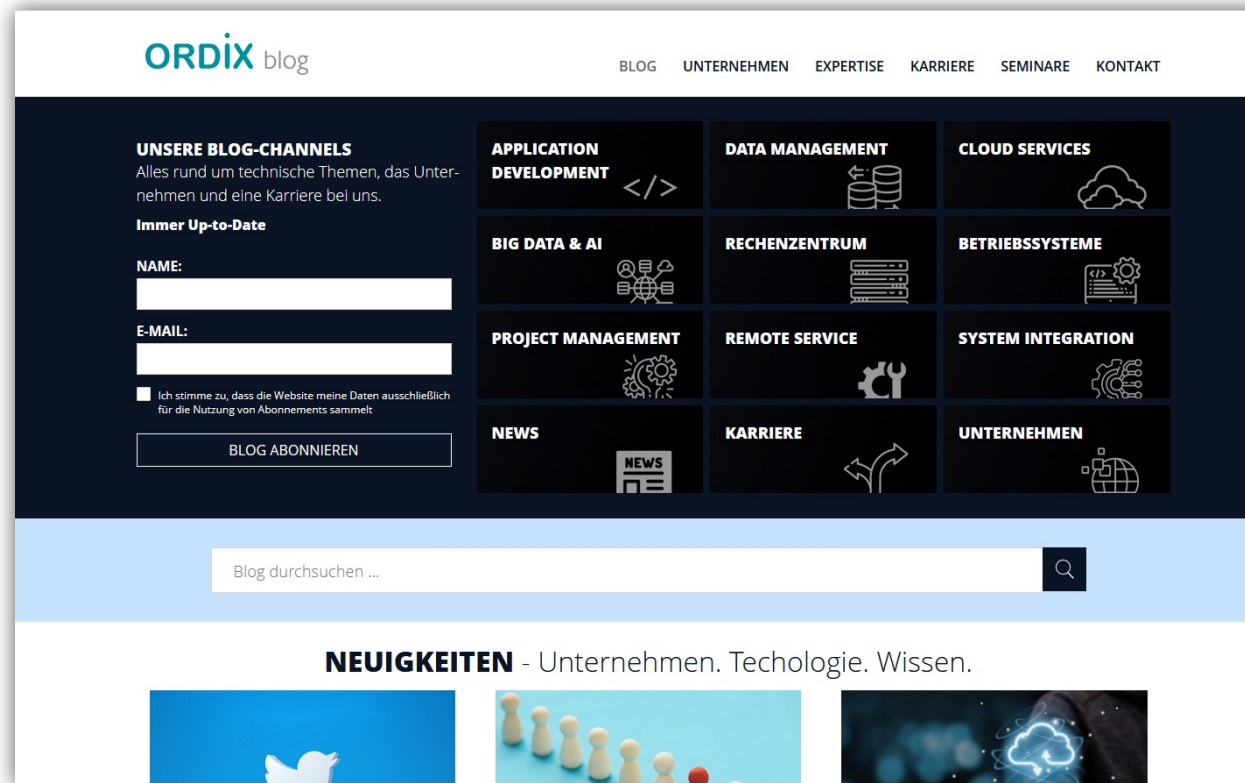 ORDIX blog
BLOG UNTERNEHMEN EXPERTISE KARRIERE SEMINARE KONTAKT
UNSERE BLOG-CHANNELS
Alles rund um technische Themen, das Unter-
nehmen und eine Karriere bei uns.
Immer Up-to-Date
NAME:
E-MAIL:
Ich stimme zu, dass die Website meine Daten ausschließlich
für die Nutzung von Abonnements sammelt
BLOG ABONNIEREN
APPLICATION
DEVELOPMENT
</>
DATA MANAGEMENT
CLOUD SERVICES
BIG DATA & AI
RECHENZENTRUM
BETRIEBSSYSTEME
</>
PROJECT MANAGEMENT
REMOTE SERVICE
SYSTEM INTEGRATION
NEWS
NEWS
KARRIERE
UNTERNEHMEN
Blog durchsuchen ...
NEUIGKEITEN - Unternehmen. Techologie. Wissen.